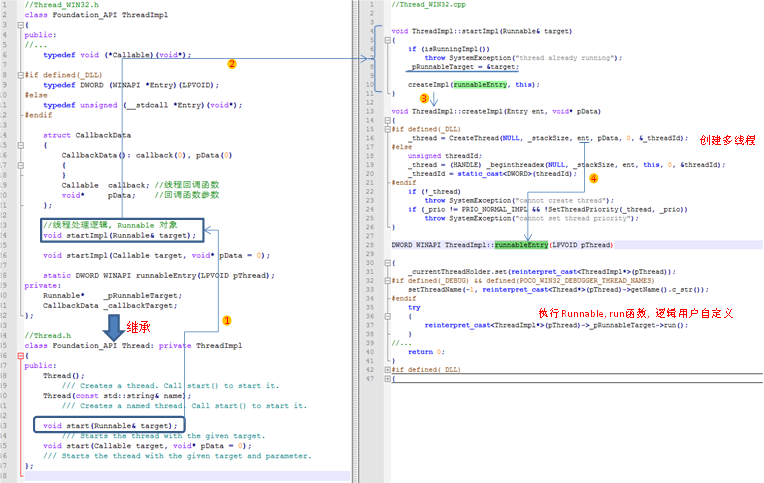 //Thread_WIN32.h
class Foundation_API ThreadImpl
{
public:
//...
typedef void (*Callable)(void*);
#if defined(_DLL)
typedef DWORD (WINAPI *Entry)(LPVOID);
#else
typedef unsigned (__stdcall *Entry)(void*);
#endif
struct CallbackData
{
CallbackData(): callback(0), pData(0)
{
}
Callable callback; //线程回调函数
void* pData; //回调函数参数
};
//线程处理逻辑, Runnable 对象
void startImpl(Runnable& target);
void startImpl(Callable target, void* pData = 0);
static DWORD WINAPI runnableEntry(LPVOID pThread);
private:
Runnable* _pRunnableTarget;
CallbackData _callbackTarget;
};
继承
//Thread.h
class Foundation_API Thread: private ThreadImpl
{
public:
Thread();
/// Creates a thread. Call start() to start it.
Thread(const std::string& name);
/// Creates a named thread. Call start() to start it.
void start(Runnable& target);
/// Starts the thread with the given target.
void start(Callable target, void* pData = 0);
/// Starts the thread with the given target and parameter.
};
①
②
//Thread_WIN32.cpp
void ThreadImpl::startImpl(Runnable& target)
{
if (isRunningImpl())
throw SystemException("thread already running");
_pRunnableTarget = &target;
createImpl(runnableEntry, this);
}
③
void ThreadImpl::createImpl(Entry ent, void* pData)
{
#if defined(_DLL)
_thread = CreateThread(NULL, _stackSize, ent, pData, 0, &_threadId);
创建多线程
#else
unsigned threadId;
_thread = (HANDLE) _beginthreadex(NULL, _stackSize, ent, this, 0, &threadId);
_threadId = static_cast<DWORD>(threadId);
④
#endif
if (!_thread)
throw SystemException("cannot create thread");
if (_prio != PRIO_NORMAL_IMPL && !SetThreadPriority(_thread, _prio))
throw SystemException("cannot set thread priority");
}
DWORD WINAPI ThreadImpl::runnableEntry(LPVOID pThread)
{
_currentThreadHolder.set(reinterpret_cast<ThreadImpl*>(pThread));
#if defined(_DEBUG) && defined(POCO_WIN32_DEBUGGER_THREAD_NAMES)
setThreadName(-1, reinterpret_cast<Thread*>(pThread)->getName().c_str());
#endif
执行Runnable,run函数, 逻辑用户自定义
try
{
reinterpret_cast<ThreadImpl*>(pThread)->_pRunnableTarget->run();
}
//...
return 0;
}
#if defined(_DLL)
{